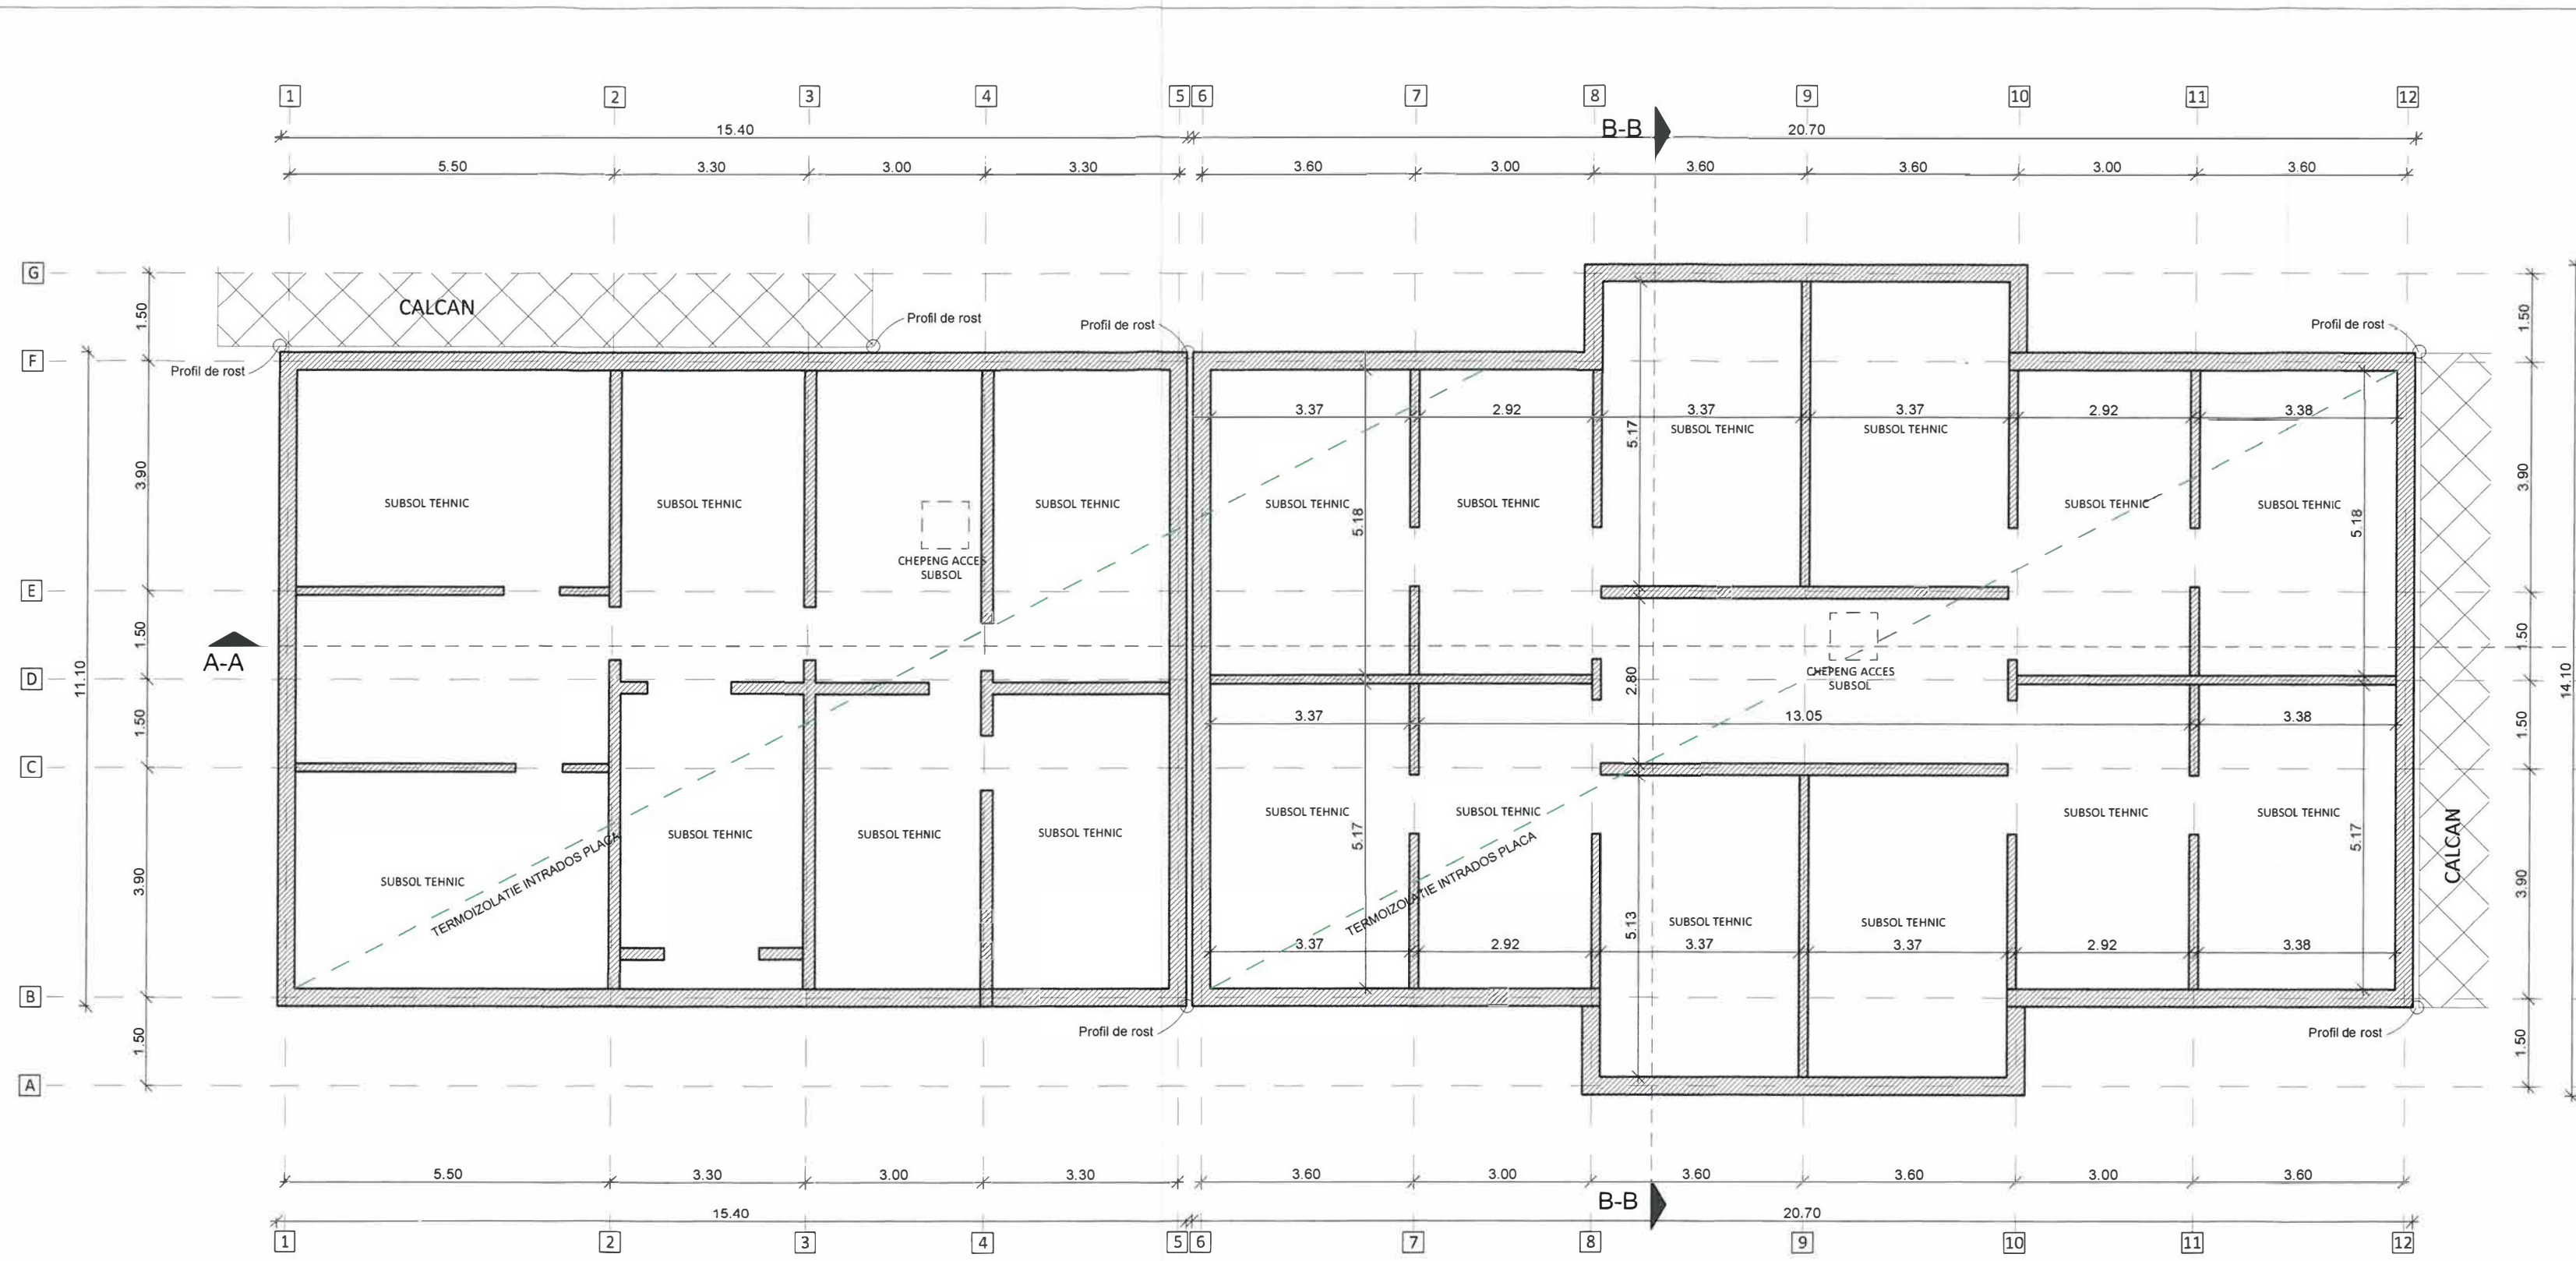 1 2 3 4 5 6 7 8 9 10 11 12
15.40 B-B 20.70
5.50 3.30 3.00 3.30 3.60 3.00 3.60 3.60 3.00 3.60
G
CALCAN
1.50 1.50
Profil de rost Profil de rost Profil de rost
F
Profil de rost
3.37 2.92 3.37 3.37 2.92 3.38
SUBSOL TEHNIC SUBSOL TEHNIC
5.17
3.90 3.90
SUBSOL TEHNIC SUBSOL TEHNIC SUBSOL TEHNIC SUBSOL TEHNIC SUBSOL TEHNIC SUBSOL TEHNIC SUBSOL TEHNIC
5.18 5.18
CHEPENG ACCES
SUBSOL
E
1.50 1.50
A-A
11.10 14.10
D
CHEPENG ACCES
SUBSOL
2.80
3.37 13.05 3.38
1.50 1.50
C
SUBSOL TEHNIC SUBSOL TEHNIC SUBSOL TEHNIC SUBSOL TEHNIC
SUBSOL TEHNIC SUBSOL TEHNIC SUBSOL TEHNIC
5.17 5.17
CALCAN
3.90 3.90
SUBSOL TEHNIC
TERMOIZOLATIE INTRADOS PLACA TERMOIZOLATIE INTRADOS PLACA
5.13
SUBSOL TEHNIC SUBSOL TEHNIC
3.37 2.92 3.37 3.37 2.92 3.38
B
Profil de rost Profil de rost
1.50 1.50
A
5.50 3.30 3.00 3.30 3.60 3.00 3.60 3.60 3.00 3.60
B-B
15.40 20.70
1 2 3 4 5 6 7 8 9 10 11 12